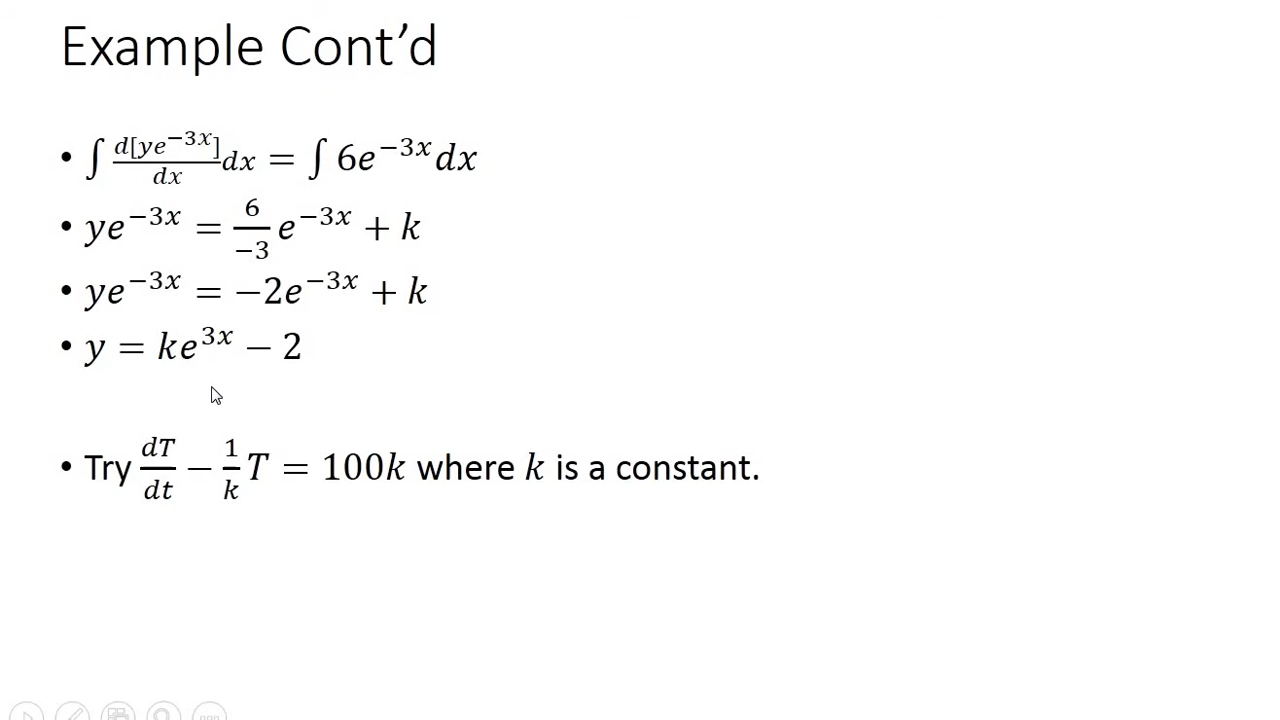 Example Cont’d
• ∫ d[ye^{−3x}]/dx dx = ∫ 6e^{−3x}dx
• ye^{−3x} = 6/−3 e^{−3x} + k
• ye^{−3x} = −2e^{−3x} + k
• y = ke^{3x} − 2
• Try dT/dt − 1/k T = 100k where k is a constant.